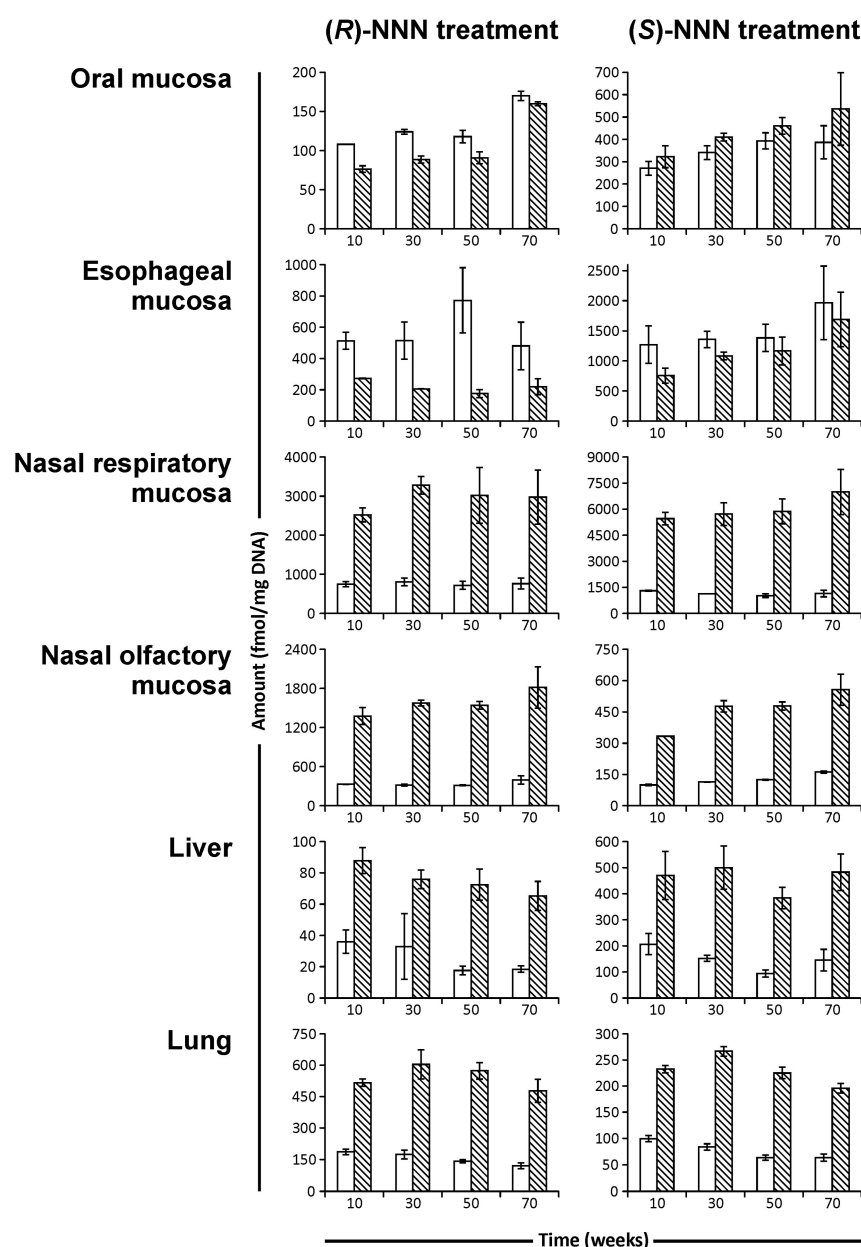 (R)-NNN treatment (S)-NNN treatment
Oral mucosa
200 700
600
150 500
100 400
300
50 200
100
0 0
10 30 50 70 10 30 50 70
Esophageal
mucosa
1000 2500
800 2000
600 1500
400 1000
200 500
0 0
10 30 50 70 10 30 50 70
Nasal respiratory
mucosa
4000 9000
7500
3000 6000
2000 4500
3000
1000 1500
0 0
10 30 50 70 10 30 50 70
Amount (fmol/mg DNA)
Nasal olfactory
mucosa
2400 750
1800 600
450
1200 300
600 150
0 0
10 30 50 70 10 30 50 70
Liver
100 600
80 500
60 400
300
40 200
20 100
0 0
10 30 50 70 10 30 50 70
Lung
750 300
600 250
450 200
150
300 100
150 50
0 0
10 30 50 70 10 30 50 70
Time (weeks)